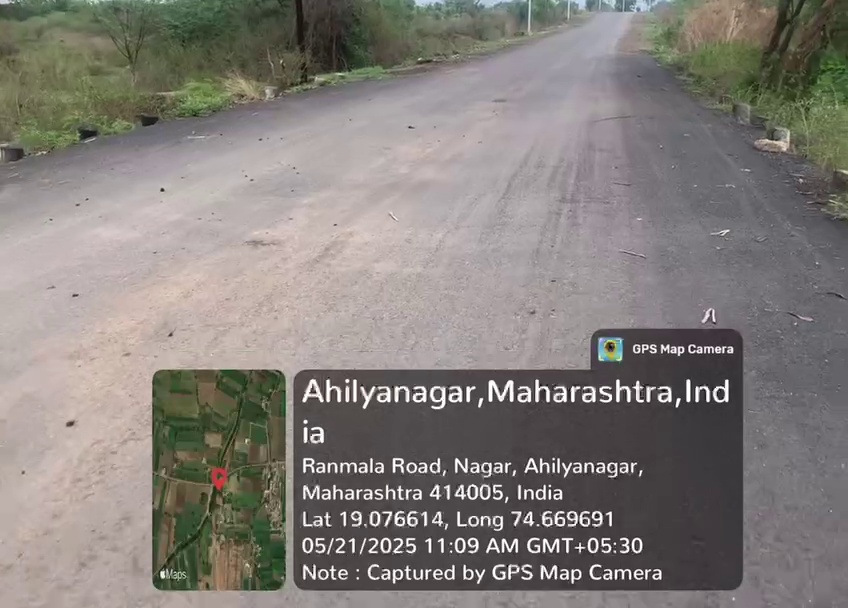 GPS Map Camera
Ahilyanagar,Maharashtra,Ind
ia
Ranmala Road, Nagar, Ahilyanagar,
Maharashtra 414005, India
Lat 19.076614, Long 74.669691
05/21/2025 11:09 AM GMT+05:30
Note : Captured by GPS Map Camera
Maps